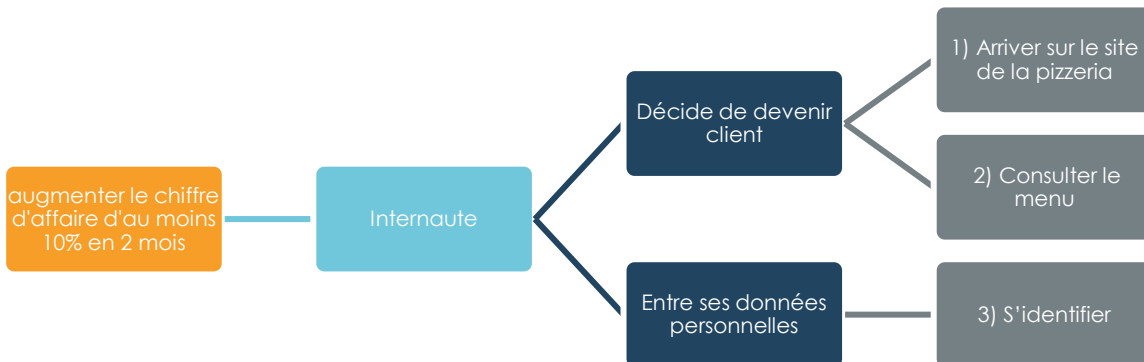 augmenter le chiffre
d'affaire d'au moins
10% en 2 mois
Internaute
Décide de devenir
client
Entre ses données
personnelles
1) Arriver sur le site
de la pizzeria
2) Consulter le
menu
3) S'identifier